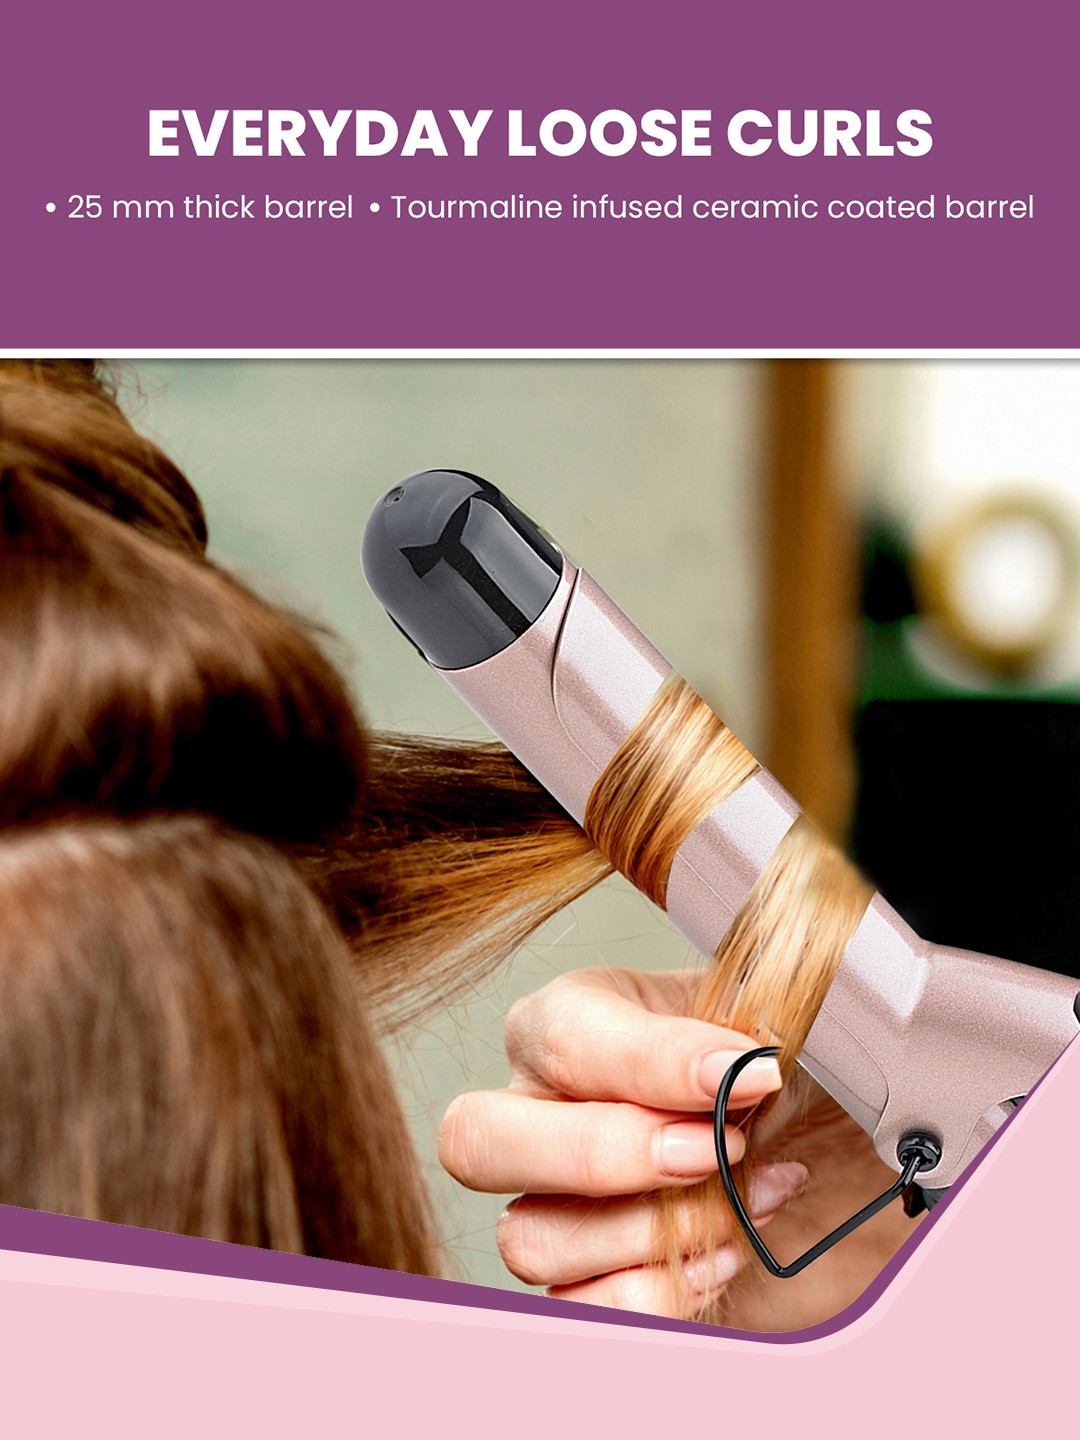 EVERYDAY LOOSE CURLS
• 25 mm thick barrel • Tourmaline infused ceramic coated barrel